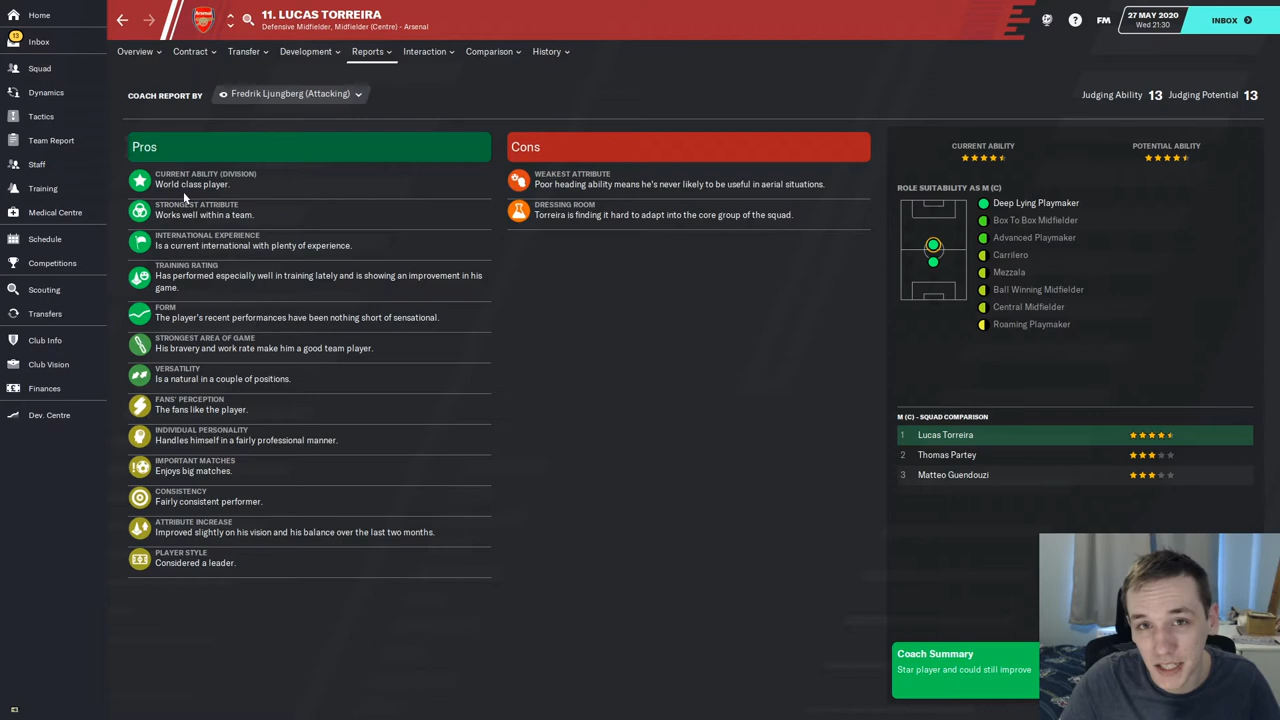 Home
13
Inbox
Squad
Dynamics
Tactics
Team Report
Staff
Training
Medical Centre
Schedule
Competitions
Scouting
Transfers
Club Info
Club Vision
Finances
Dev. Centre
Arsenal
11. LUCAS TORREIRA
Defensive Midfielder, Midfielder (Centre) - Arsenal
?
FM
27 MAY 2020
Wed 21:30
INBOX
Overview
Contract
Transfer
Development
Reports
Interaction
Comparison
History
COACH REPORT BY
Fredrik Ljungberg (Attacking)
Judging Ability 13 Judging Potential 13
Pros
CURRENT ABILITY (DIVISION)
World class player.
STRONGEST ATTRIBUTE
Works well within a team.
INTERNATIONAL EXPERIENCE
Is a current international with plenty of experience.
TRAINING RATING
Has performed especially well in training lately and is showing an improvement in his
game.
FORM
The player's recent performances have been nothing short of sensational.
STRONGEST AREA OF GAME
His bravery and work rate make him a good team player.
VERSATILITY
Is a natural in a couple of positions.
FANS' PERCEPTION
The fans like the player.
INDIVIDUAL PERSONALITY
Handles himself in a fairly professional manner.
IMPORTANT MATCHES
Enjoys big matches.
CONSISTENCY
Fairly consistent performer.
ATTRIBUTE INCREASE
Improved slightly on his vision and his balance over the last two months.
PLAYER STYLE
Considered a leader.
Cons
WEAKEST ATTRIBUTE
Poor heading ability means he's never likely to be useful in aerial situations.
DRESSING ROOM
Torreira is finding it hard to adapt into the core group of the squad.
CURRENT ABILITY
POTENTIAL ABILITY
ROLE SUITABILITY AS M (C)
Deep Lying Playmaker
Box To Box Midfielder
Advanced Playmaker
Carrilero
Mezzala
Ball Winning Midfielder
Central Midfielder
Roaming Playmaker
M (C) - SQUAD COMPARISON
1 Lucas Torreira
2 Thomas Partey
3 Matteo Guendouzi
Coach Summary
Star player and could still improve